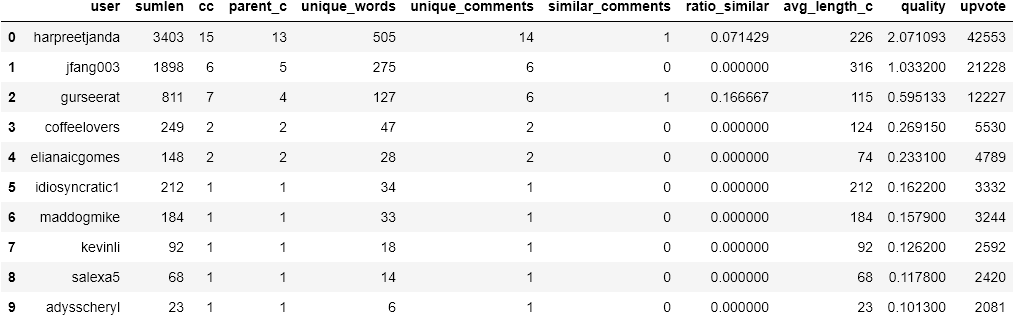 user sumlen cc parent_c unique_words unique_comments similar_comments ratio_similar avg_length_c quality upvote
0 harpreetjanda 3403 15 13 505 14 1 0.071429 226 2.071093 42553
1 jfang003 1898 6 5 275 6 0 0.000000 316 1.033200 21228
2 gurseerat 811 7 4 127 6 1 0.166667 115 0.595133 12227
3 coffeelovers 249 2 2 47 2 0 0.000000 124 0.269150 5530
4 elianaicgomes 148 2 2 28 2 0 0.000000 74 0.233100 4789
5 idiosyncratic1 212 1 1 34 1 0 0.000000 212 0.162200 3332
6 maddogmike 184 1 1 33 1 0 0.000000 184 0.157900 3244
7 kevinli 92 1 1 18 1 0 0.000000 92 0.126200 2592
8 salexa5 68 1 1 14 1 0 0.000000 68 0.117800 2420
9 adysscheryl 23 1 1 6 1 0 0.000000 23 0.101300 2081